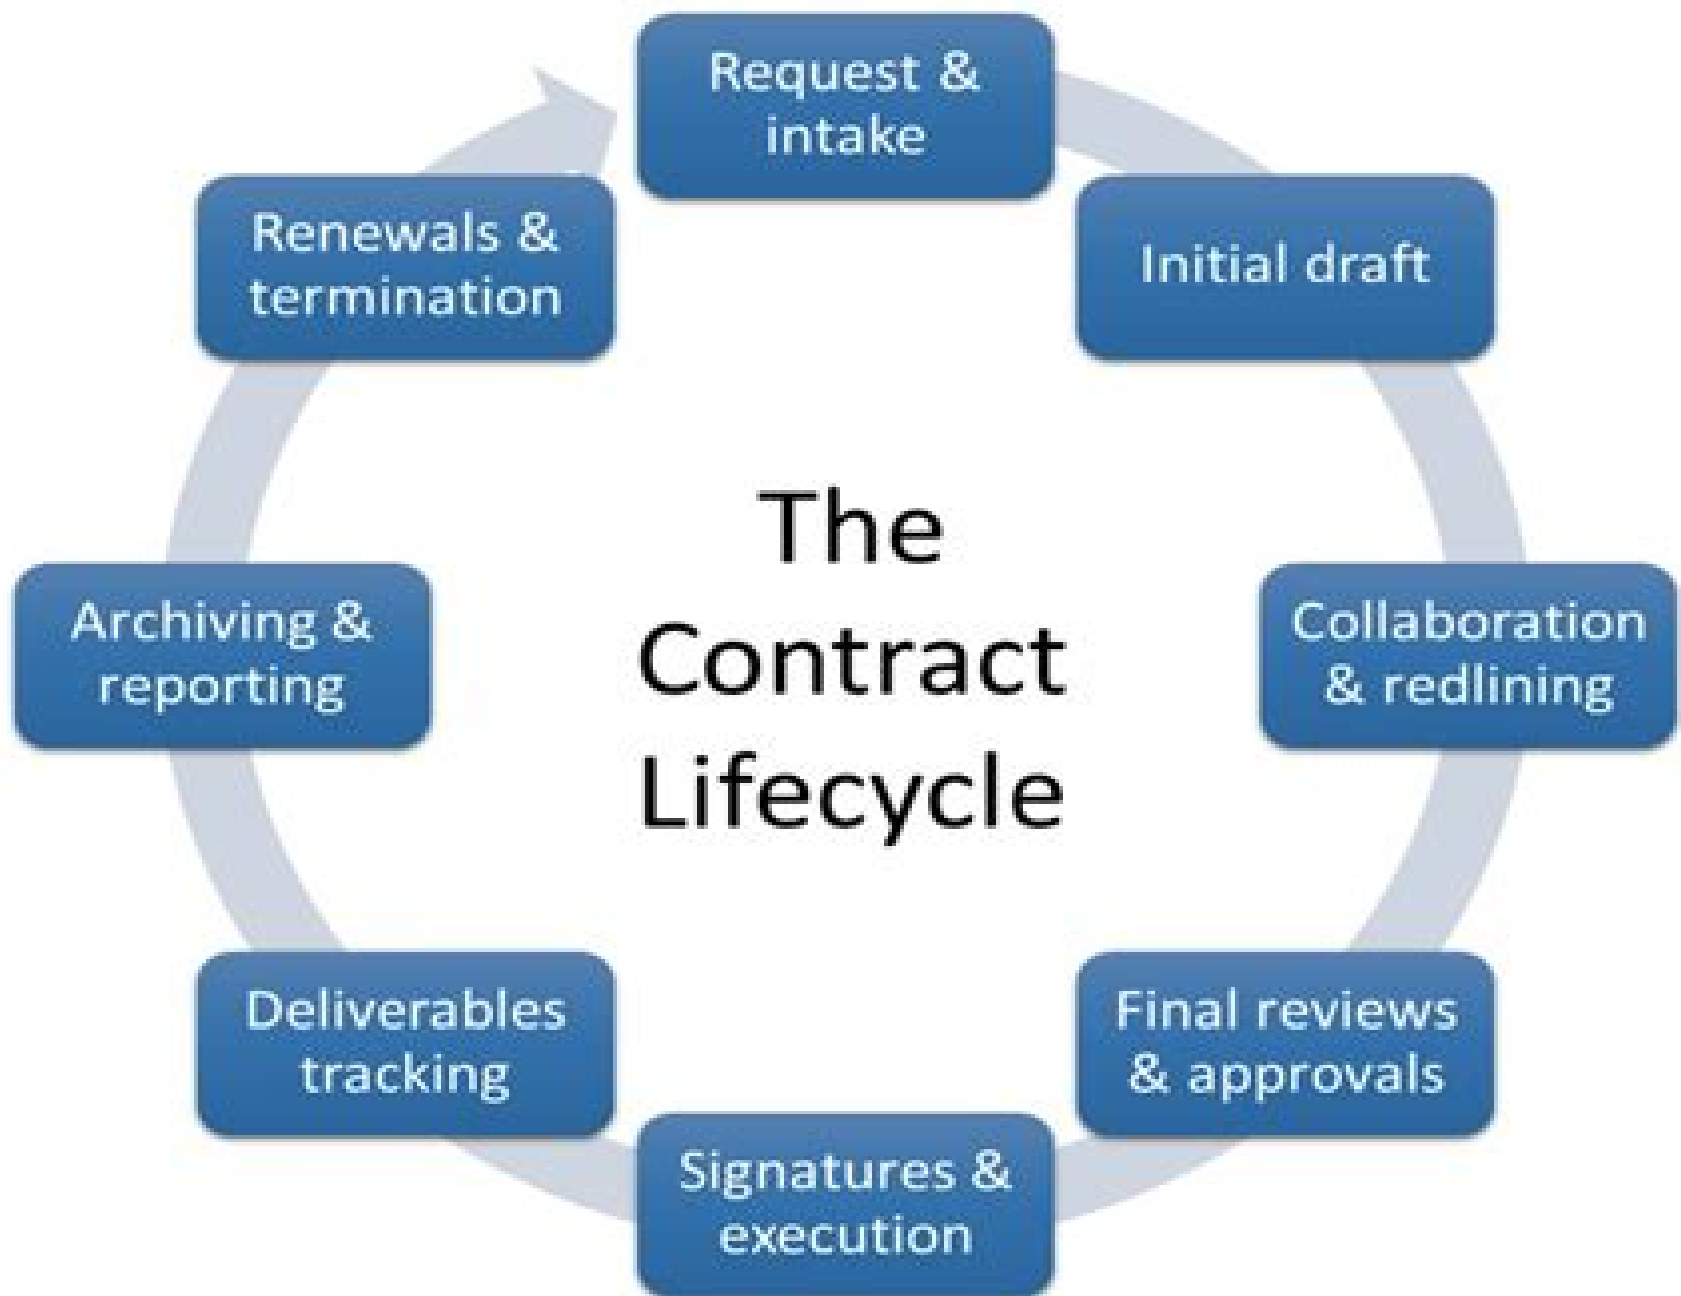 Request &
intake
Initial draft
Collaboration
& redlining
Final reviews
& approvals
Signatures &
execution
Deliverables
tracking
Archiving &
reporting
Renewals &
termination
The
Contract
Lifecycle